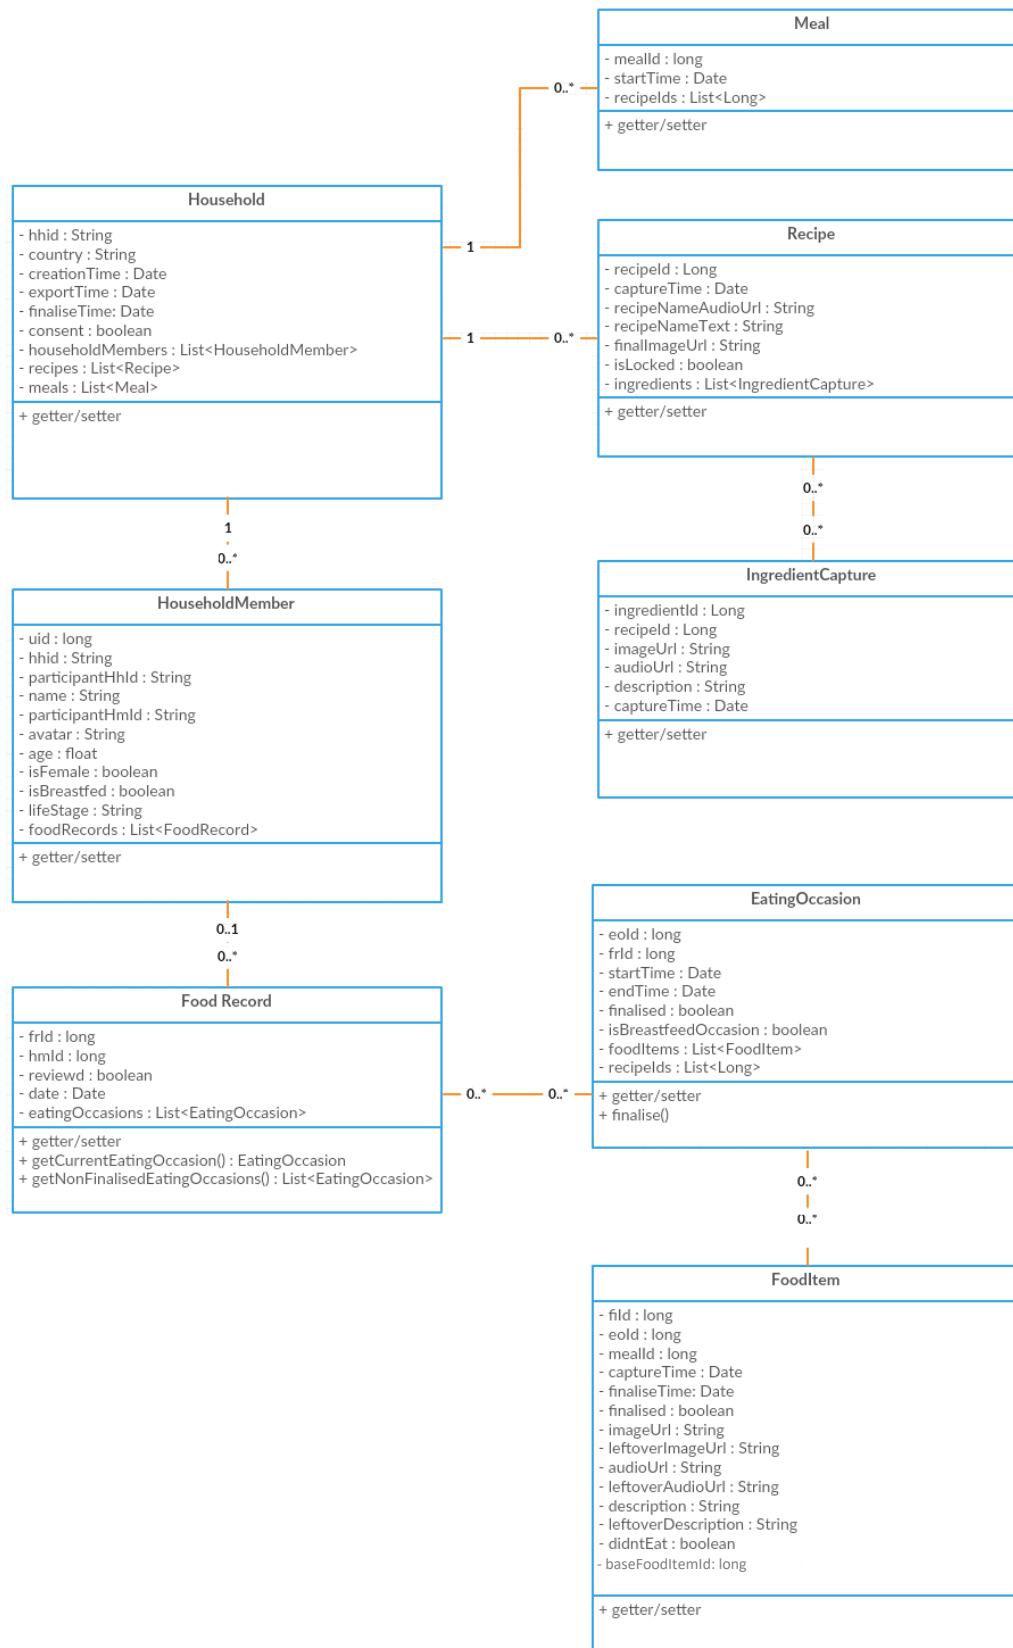 Meal
- mealId : long
- startTime : Date
- recipeIds : List<Long>
+ getter/setter
0..*
Household
- hhid : String
- country : String
- creationTime : Date
- exportTime : Date
- finaliseTime: Date
- consent : boolean
- householdMembers : List<HouseholdMember>
- recipes : List<Recipe>
- meals : List<Meal>
+ getter/setter
1
1
0..*
Recipe
- recipeId : Long
- captureTime : Date
- recipeNameAudioUrl : String
- recipeNameText : String
- finalImageUrl : String
- isLocked : boolean
- ingredients : List<IngredientCapture>
+ getter/setter
0..*
0..*
1
0..*
IngredientCapture
- ingredientId : Long
- recipeId : Long
- imageUrl : String
- audioUrl : String
- description : String
- captureTime : Date
+ getter/setter
HouseholdMember
- uid : long
- hhid : String
- participantHhId : String
- name : String
- participantHmId : String
- avatar : String
- age : float
- isFemale : boolean
- isBreastfed : boolean
- lifeStage : String
- foodRecords : List<FoodRecord>
+ getter/setter
0..1
0..*
Food Record
- frId : long
- hmId : long
- reviewd : boolean
- date : Date
- eatingOccasions : List<EatingOccasion>
+ getter/setter
+ getCurrentEatingOccasion() : EatingOccasion
+ getNonFinalisedEatingOccasions() : List<EatingOccasion>
0..*
0..*
EatingOccasion
- eoId : long
- frId : long
- startTime : Date
- endTime : Date
- finalised : boolean
- isBreastfeedOccasion : boolean
- foodItems : List<FoodItem>
- recipeIds : List<Long>
+ getter/setter
+ finalise()
0..*
0..*
FoodItem
- fiId : long
- eoId : long
- mealId : long
- captureTime : Date
- finaliseTime: Date
- finalised : boolean
- imageUrl : String
- leftoverImageUrl : String
- audioUrl : String
- leftoverAudioUrl : String
- description : String
- leftoverDescription : String
- didntEat : boolean
- baseFoodItemId: long
+ getter/setter